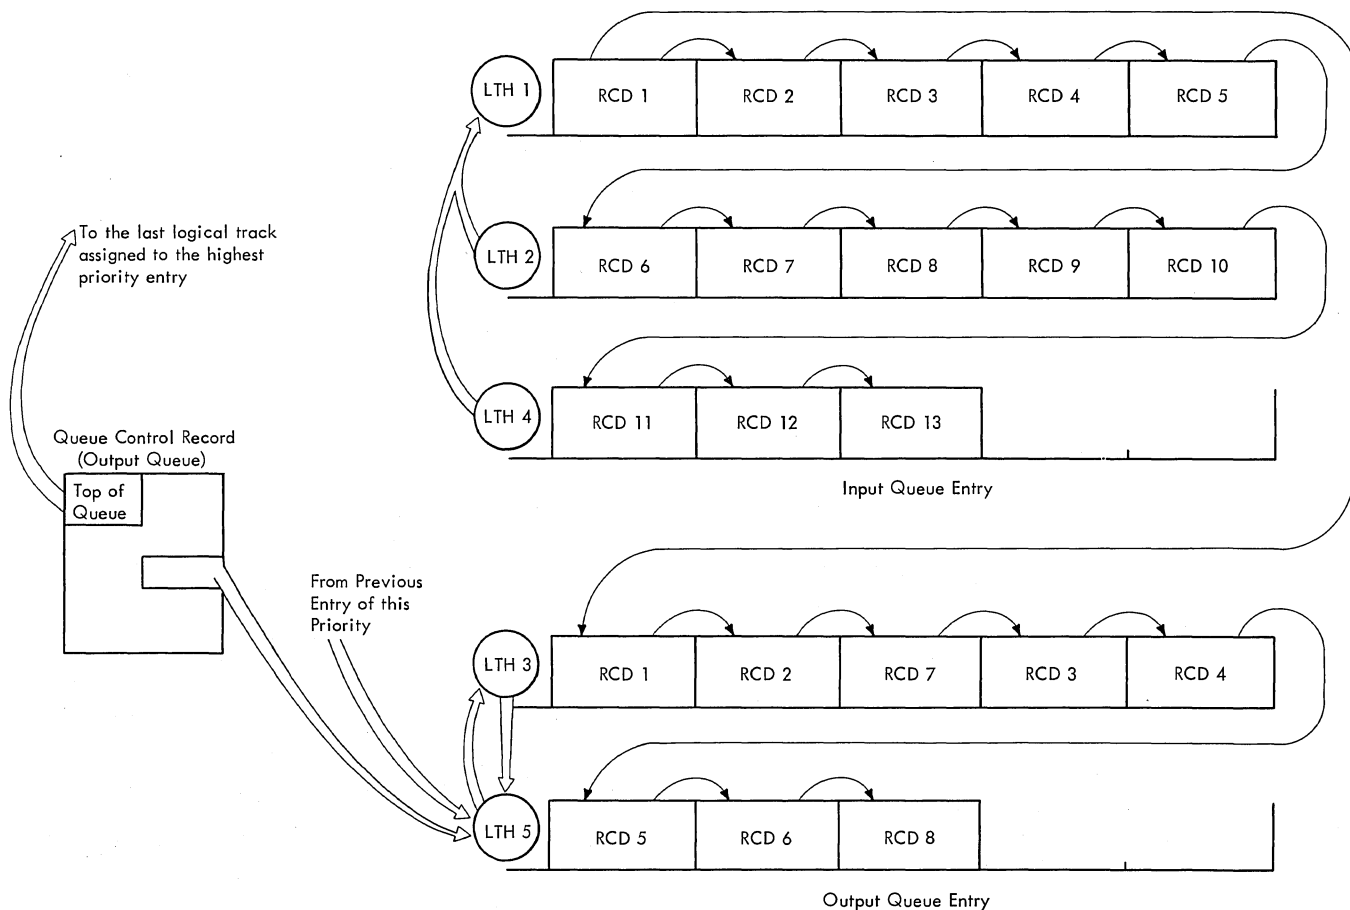 LTH 1
RCD 1
RCD 2
RCD 3
RCD 4
RCD 5
To the last logical track
assigned to the highest
priority entry
LTH 2
RCD 6
RCD 7
RCD 8
RCD 9
RCD 10
LTH 4
RCD 11
RCD 12
RCD 13
Queue Control Record
(Output Queue)
Top of
Queue
Input Queue Entry
From Previous
Entry of this
Priority
LTH 3
RCD 1
RCD 2
RCD 7
RCD 3
RCD 4
LTH 5
RCD 5
RCD 6
RCD 8
Output Queue Entry